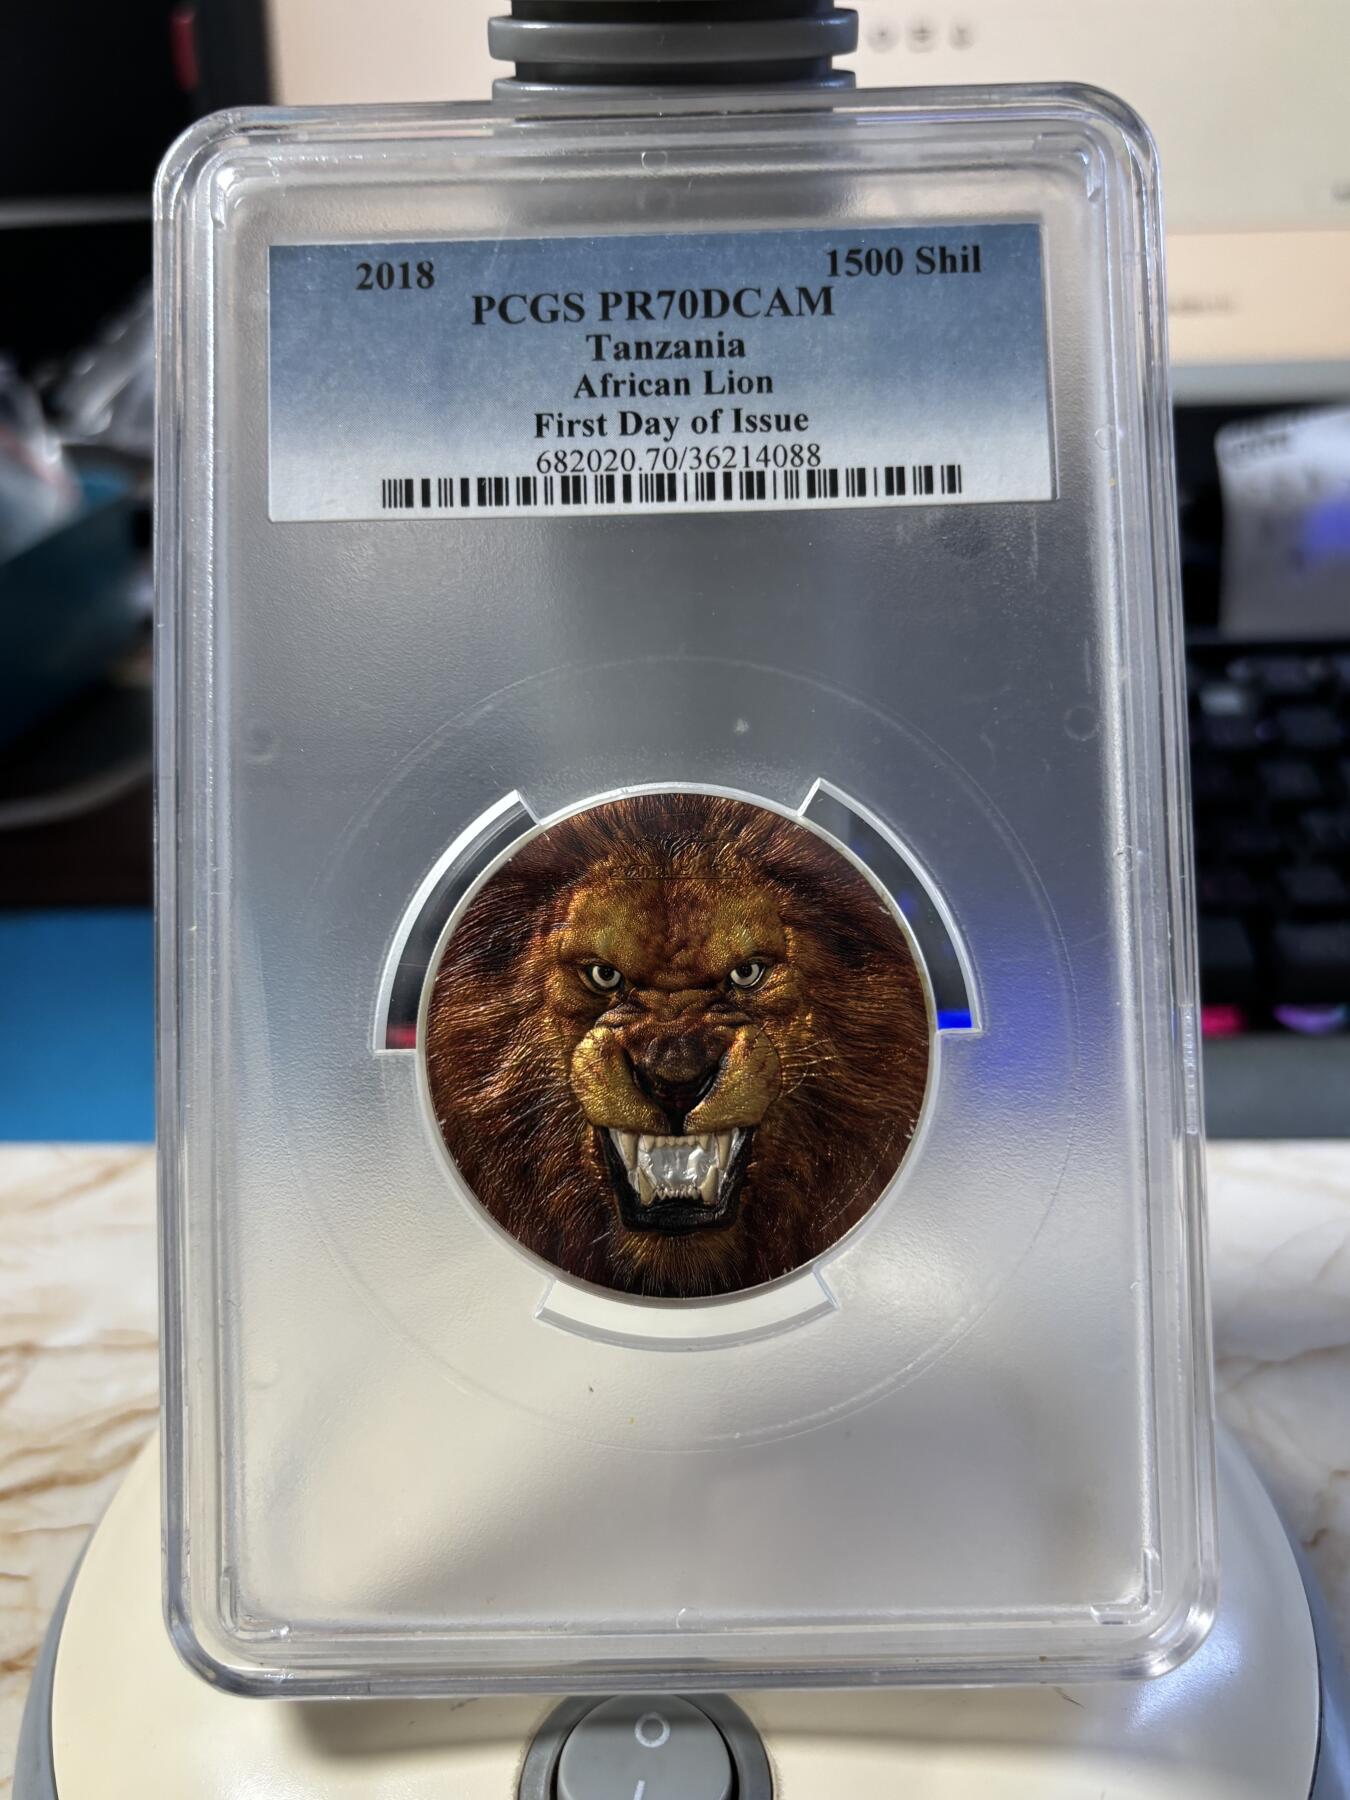 2018 1500 Shil
PCGS PR70DCAM
Tanzania
African Lion
First Day of Issue
682020.70/36214088